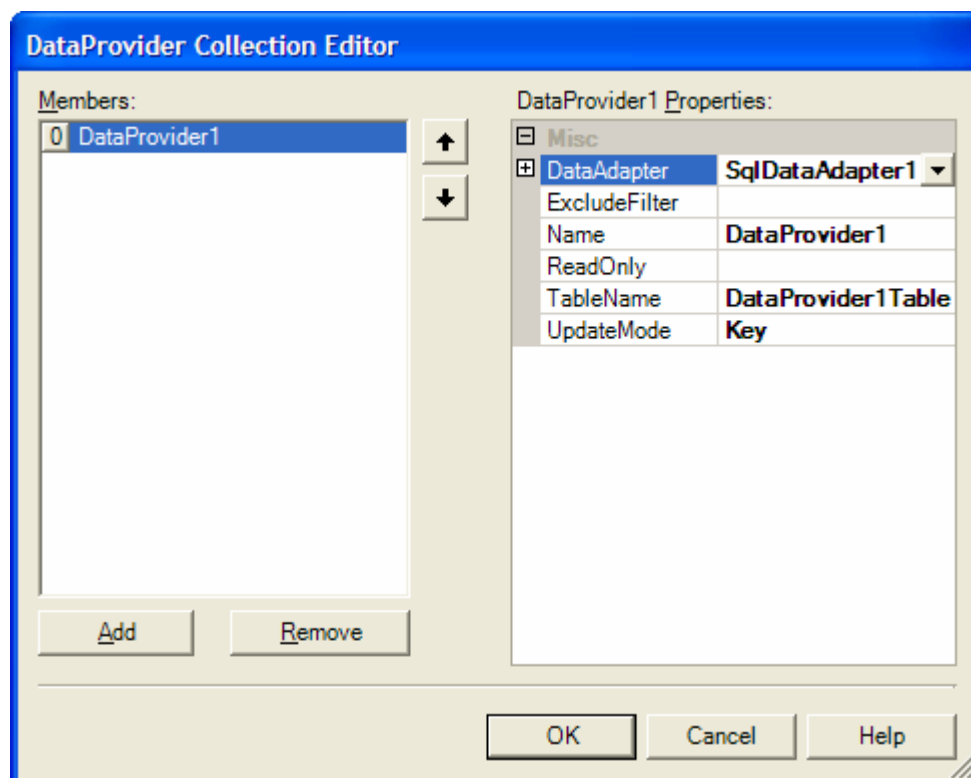 DataProvider Collection Editor
Members:
0 DataProvider1
Add Remove
DataProvider1 Properties:
Misc
DataAdapter SqlDataAdapter1
ExcludeFilter
Name DataProvider1
ReadOnly
TableName DataProvider1Table
UpdateMode Key
OK Cancel Help